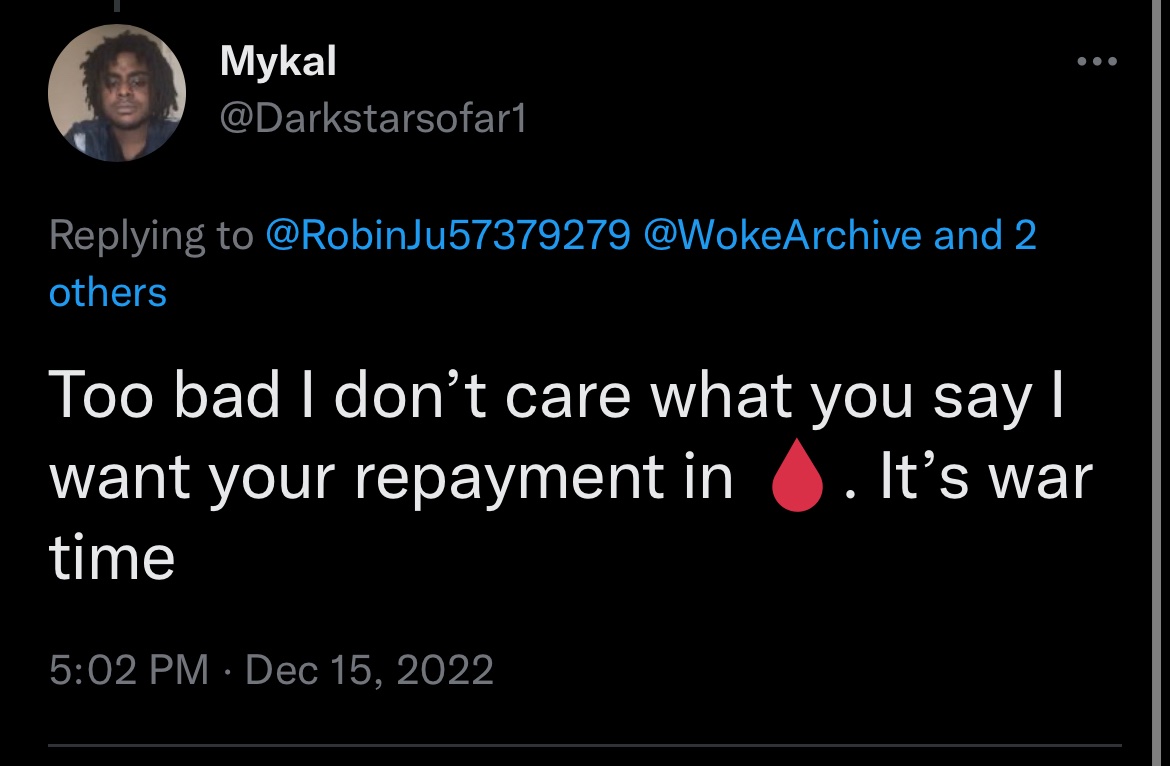 Mykal
@Darkstarsofar1
Replying to @RobinJu57379279 @WokeArchive and 2
others
Too bad I don’t care what you say I
want your repayment in 🩸. It’s war
time
5:02 PM · Dec 15, 2022